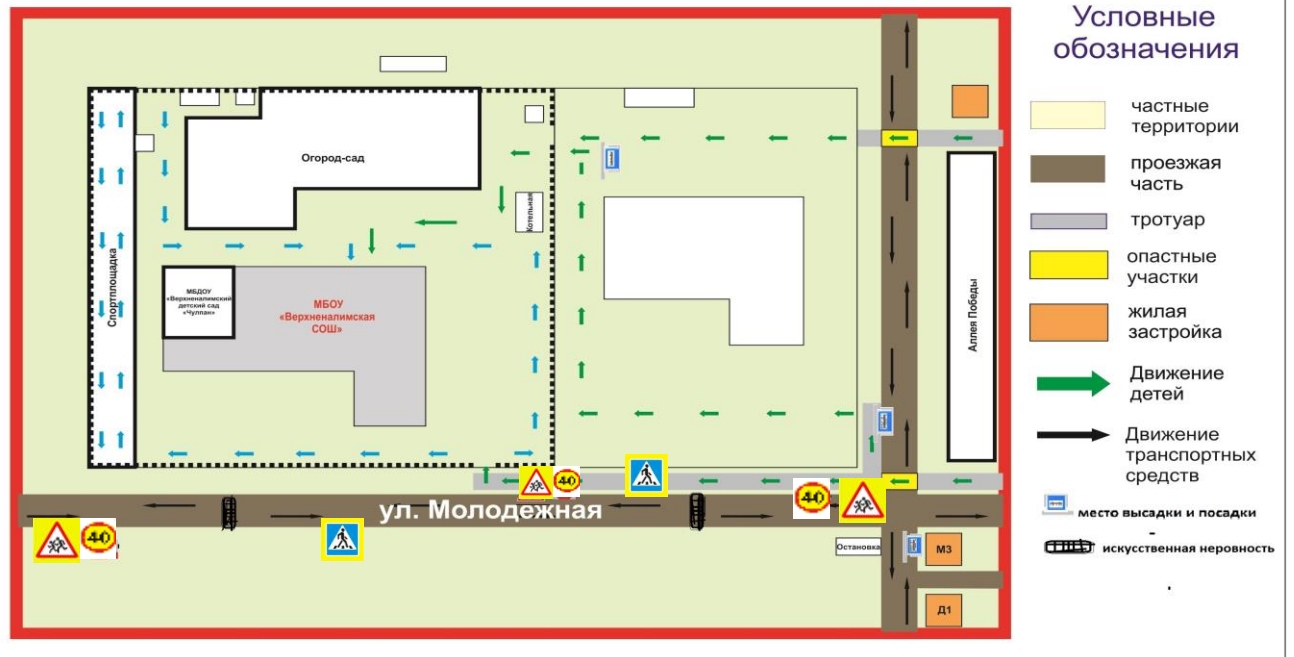 Условные
обозначения
частные
территории
проезжая
часть
тротуар
опастные
участки
жилая
застройка
Движение
детей
Движение
транспортных
средств
место высадки и посадки
искусственная неровность
Огород-сад
Котельная
Спортплощадка
МБДОУ
«Верхненалимский
детский сад
«Чулпан»
МБОУ
«Верхненалимская
СОШ»
Аллея Победы
40
40
ул. Молодежная
40
Остановка
М3
Д1